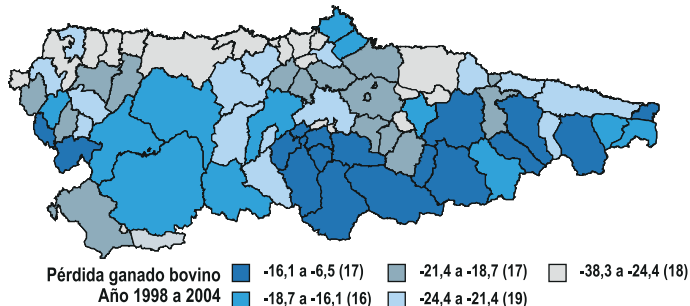 Pérdida ganado bovino
Año 1998 a 2004
-16,1 a -6,5 (17)
-21,4 a -18,7 (17)
-38,3 a -24,4 (18)
-18,7 a -16,1 (16)
-24,4 a -21,4 (19)